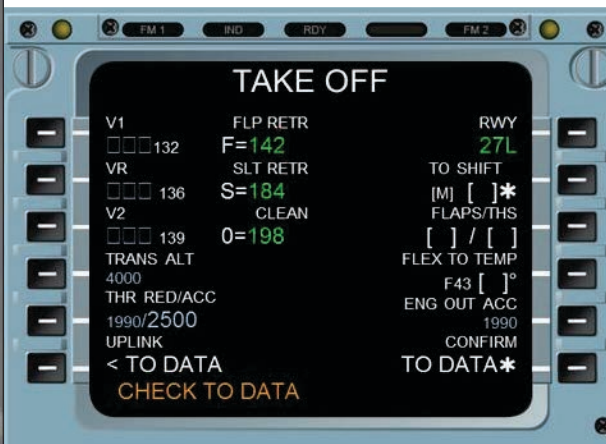 FM 1 IND RDY FM 2
TAKE OFF
V1 FLP RETR RWY
□□□132 F=142 27L
VR SLT RETR TO SHIFT
□□□ 136 S=184 [M] [ ]*
V2 CLEAN FLAPS/THS
□□□ 139 0=198 [ ] / [ ]
TRANS ALT FLEX TO TEMP
4000 F43 [ ]°
THR RED/ACC ENG OUT ACC
1990/2500 1990
UPLINK CONFIRM
< TO DATA TO DATA*
CHECK TO DATA